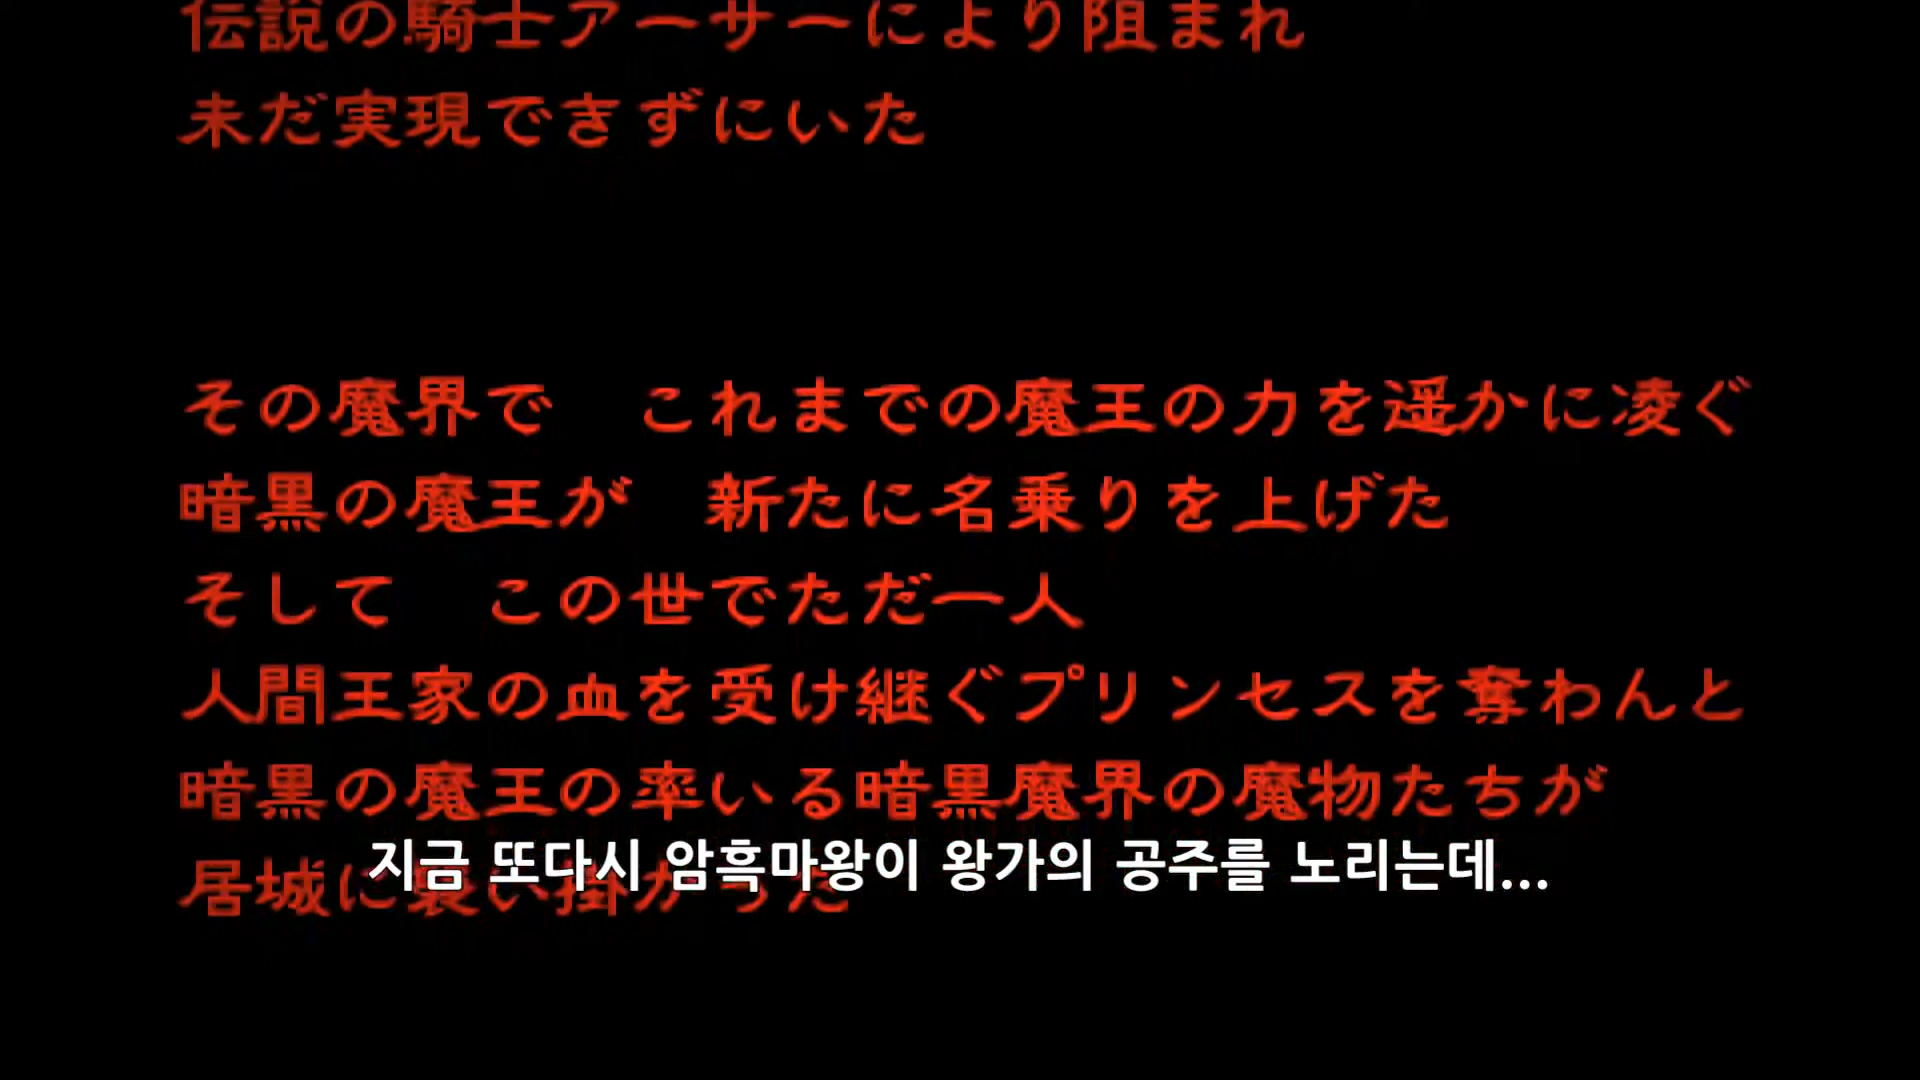 伝説の騎士アーサーにより阻まれ
未だ実現できずにいた
その魔界で　これまでの魔王の力を遥かに凌ぐ
暗黒の魔王が　新たに名乗りを上げた
そして　この世でただ一人
人間王家の血を受け継ぐプリンセスを奪わんと
暗黒の魔王の率いる暗黒魔界の魔物たちが
居城に襲い掛かった
지금 또다시 암흑마왕이 왕가의 공주를 노리는데...